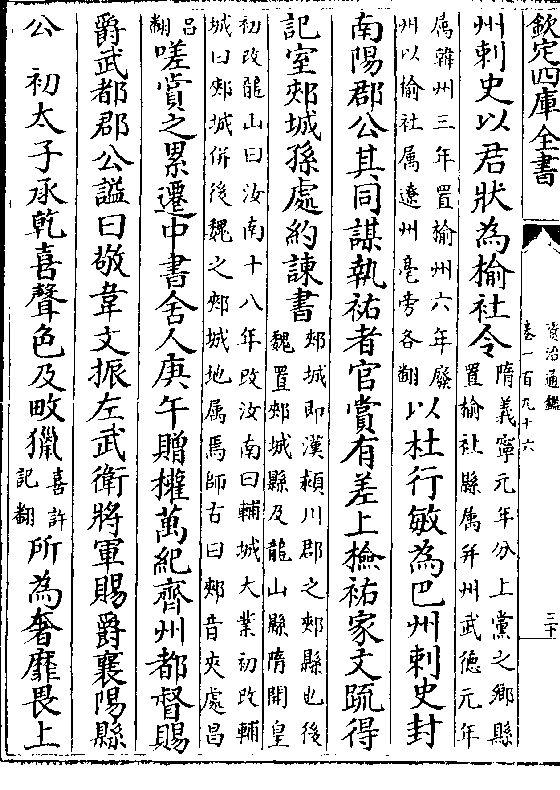 欽定四庫全書
資治通鑑
卷一百九十六
三十
州刺史以君狀為榆社令隋義寧元年分上黨之鄉縣置榆社縣属并州武德元年
属韓州三年置榆州六年廢州以榆社属遼州亳旁各翻以杜行敏為巴州刺史封
南陽郡公其同謀執祐者官賞有差上檢祐家文䟽得
記室郟城孫處約諫書郟城即漢頴川郡之郟縣也後魏置郟城縣及龍山縣隋開皇
初改龍山曰汝南十八年改汝南曰輔城大業初改輔城曰郟城併後魏之郟城地属焉師古曰郟音夾處昌
呂翻嗟賞之累遷中書舍人庚午贈㩲萬紀齊州都督賜
爵武都郡公謚曰敬韋文振左武衛將軍賜爵襄陽縣
公　初太子承乾喜聲色及畋獵喜許記翻所為奢靡畏上